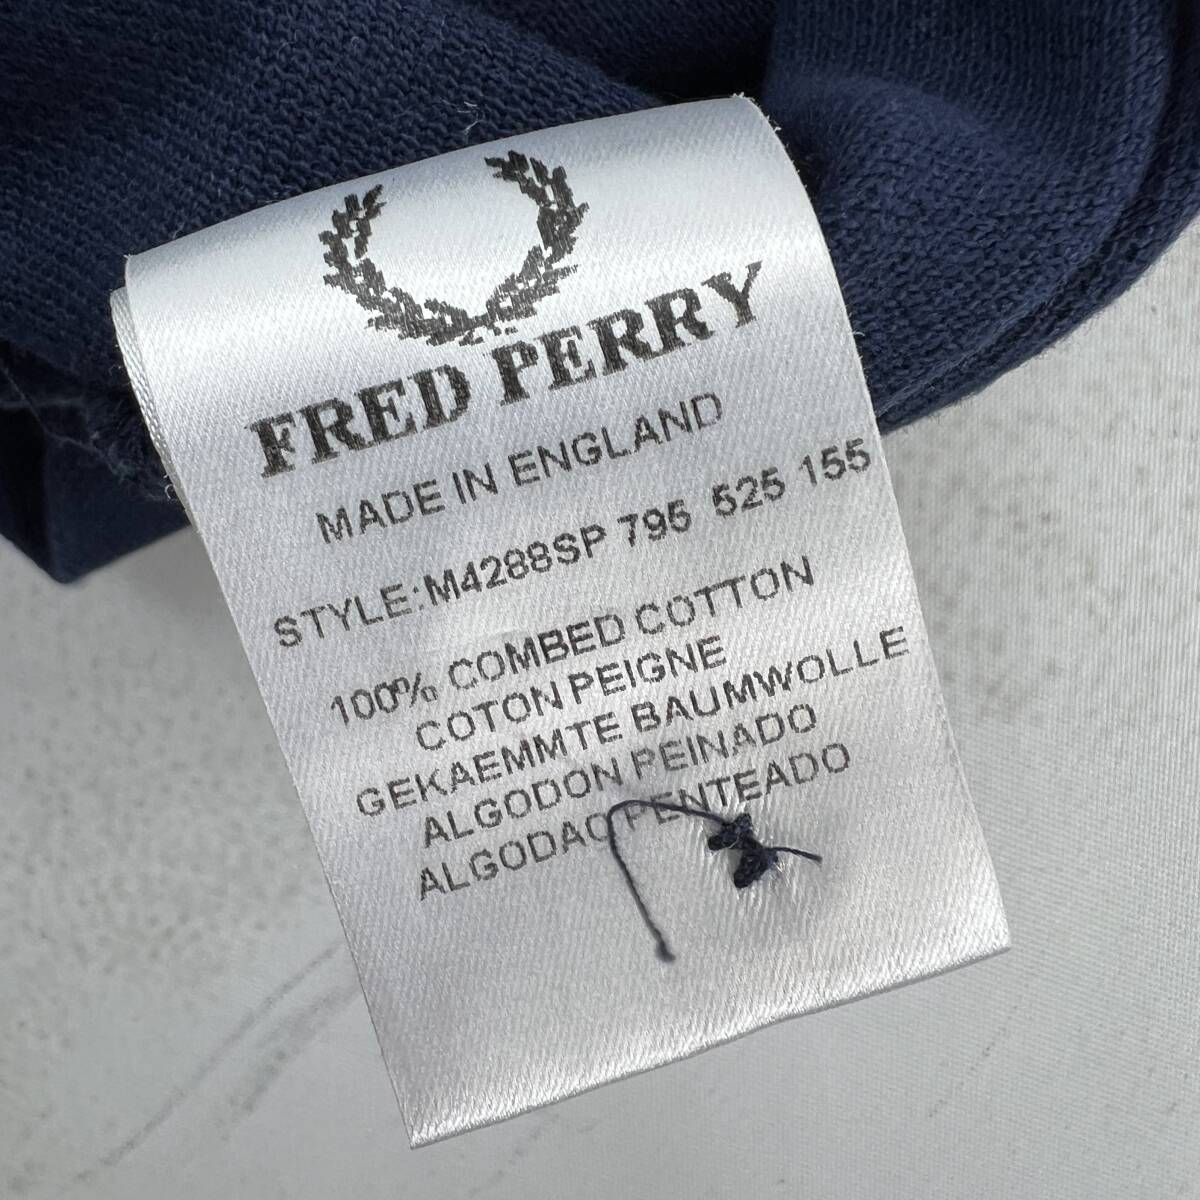 FRED PERRY
MADE IN ENGLAND
STYLE:M4288SP 795 525 155
100% COMBED COTTON
COTON PEIGNE
GEKAEMMTE BAUMWOLLE
ALGODON PEINADO
ALGODAO PENTEADO